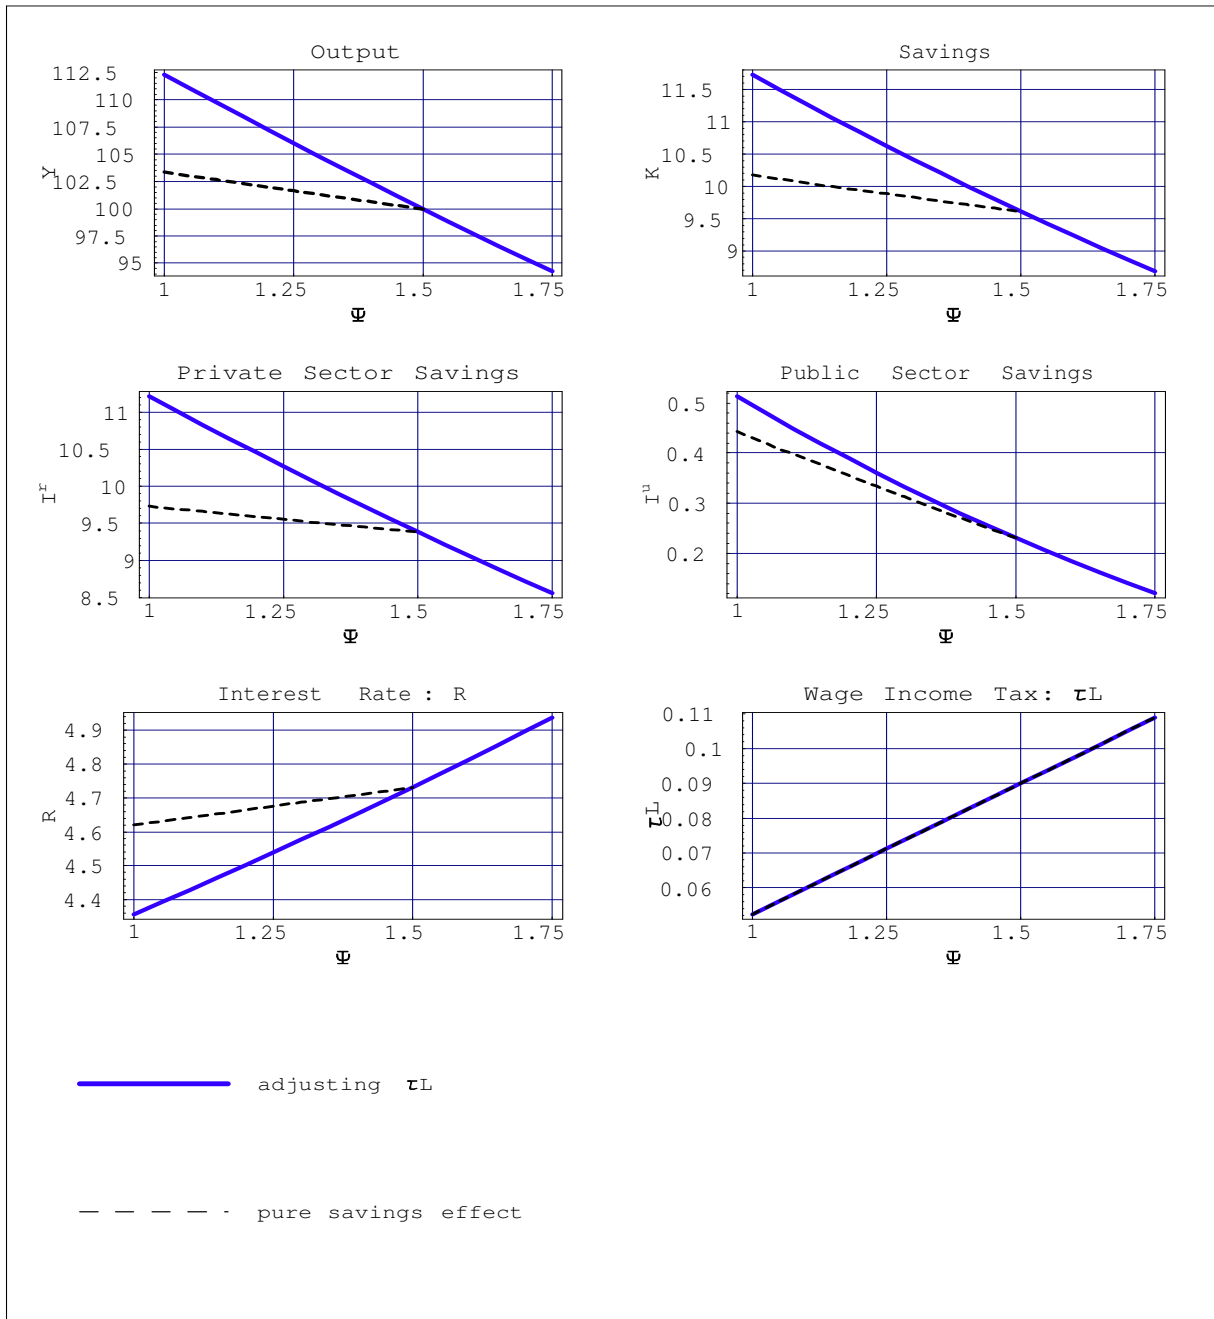 Output
112.5
110
107.5
105
102.5
100
97.5
95
Y
1 1.25 1.5 1.75
Ψ
Savings
11.5
11
10.5
10
9.5
9
K
1 1.25 1.5 1.75
Ψ
Private Sector Savings
11
10.5
10
9.5
9
8.5
I^r
1 1.25 1.5 1.75
Ψ
Public Sector Savings
0.5
0.4
0.3
0.2
I^u
1 1.25 1.5 1.75
Ψ
Interest Rate: R
4.9
4.8
4.7
4.6
4.5
4.4
R
1 1.25 1.5 1.75
Ψ
Wage Income Tax: τL
0.11
0.1
0.09
0.08
0.07
0.06
τL
1 1.25 1.5 1.75
Ψ
adjusting τL
pure savings effect